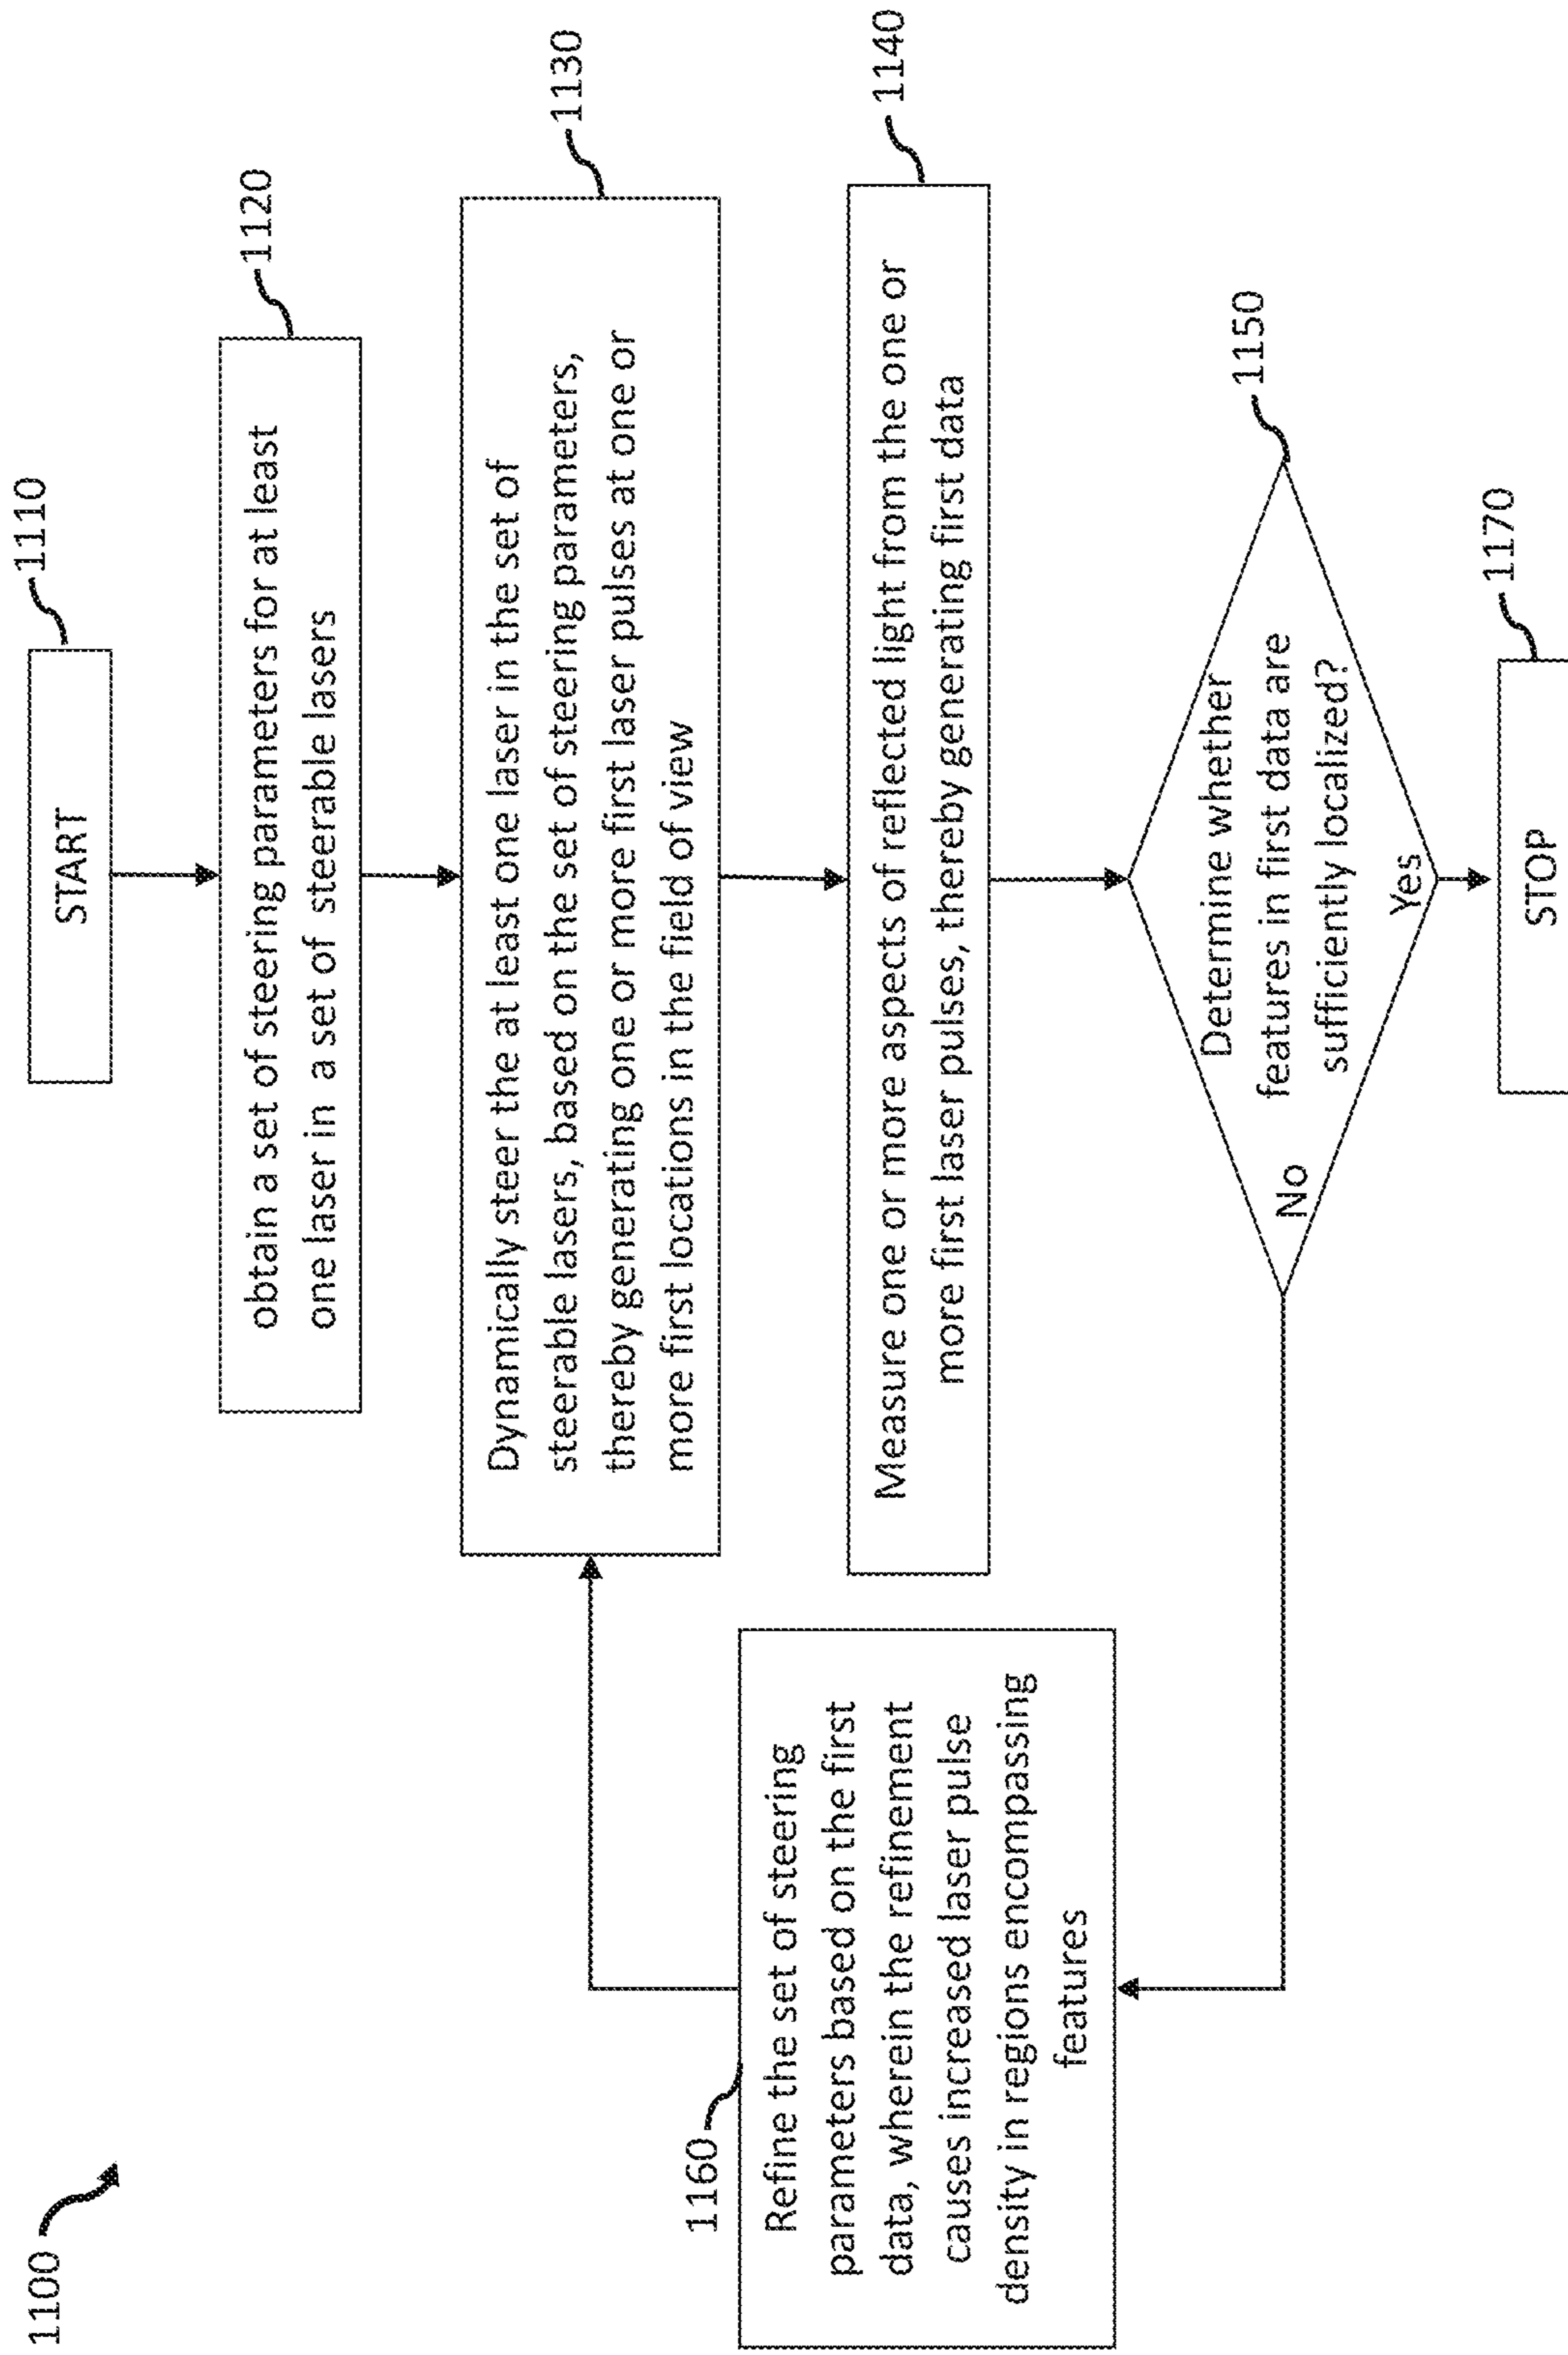 1100
START
1110
obtain a set of steering parameters for at least
one laser in a set of steerable lasers
1120
Dynamically steer the at least one laser in the set of
steerable lasers, based on the set of steering parameters,
thereby generating one or more first laser pulses at one or
more first locations in the field of view
1130
Measure one or more aspects of reflected light from the one or
more first laser pulses, thereby generating first data
1140
Determine whether
features in first data are
sufficiently localized?
1150
No
Yes
1160
Refine the set of steering
parameters based on the first
data, wherein the refinement
causes increased laser pulse
density in regions encompassing
features
STOP
1170